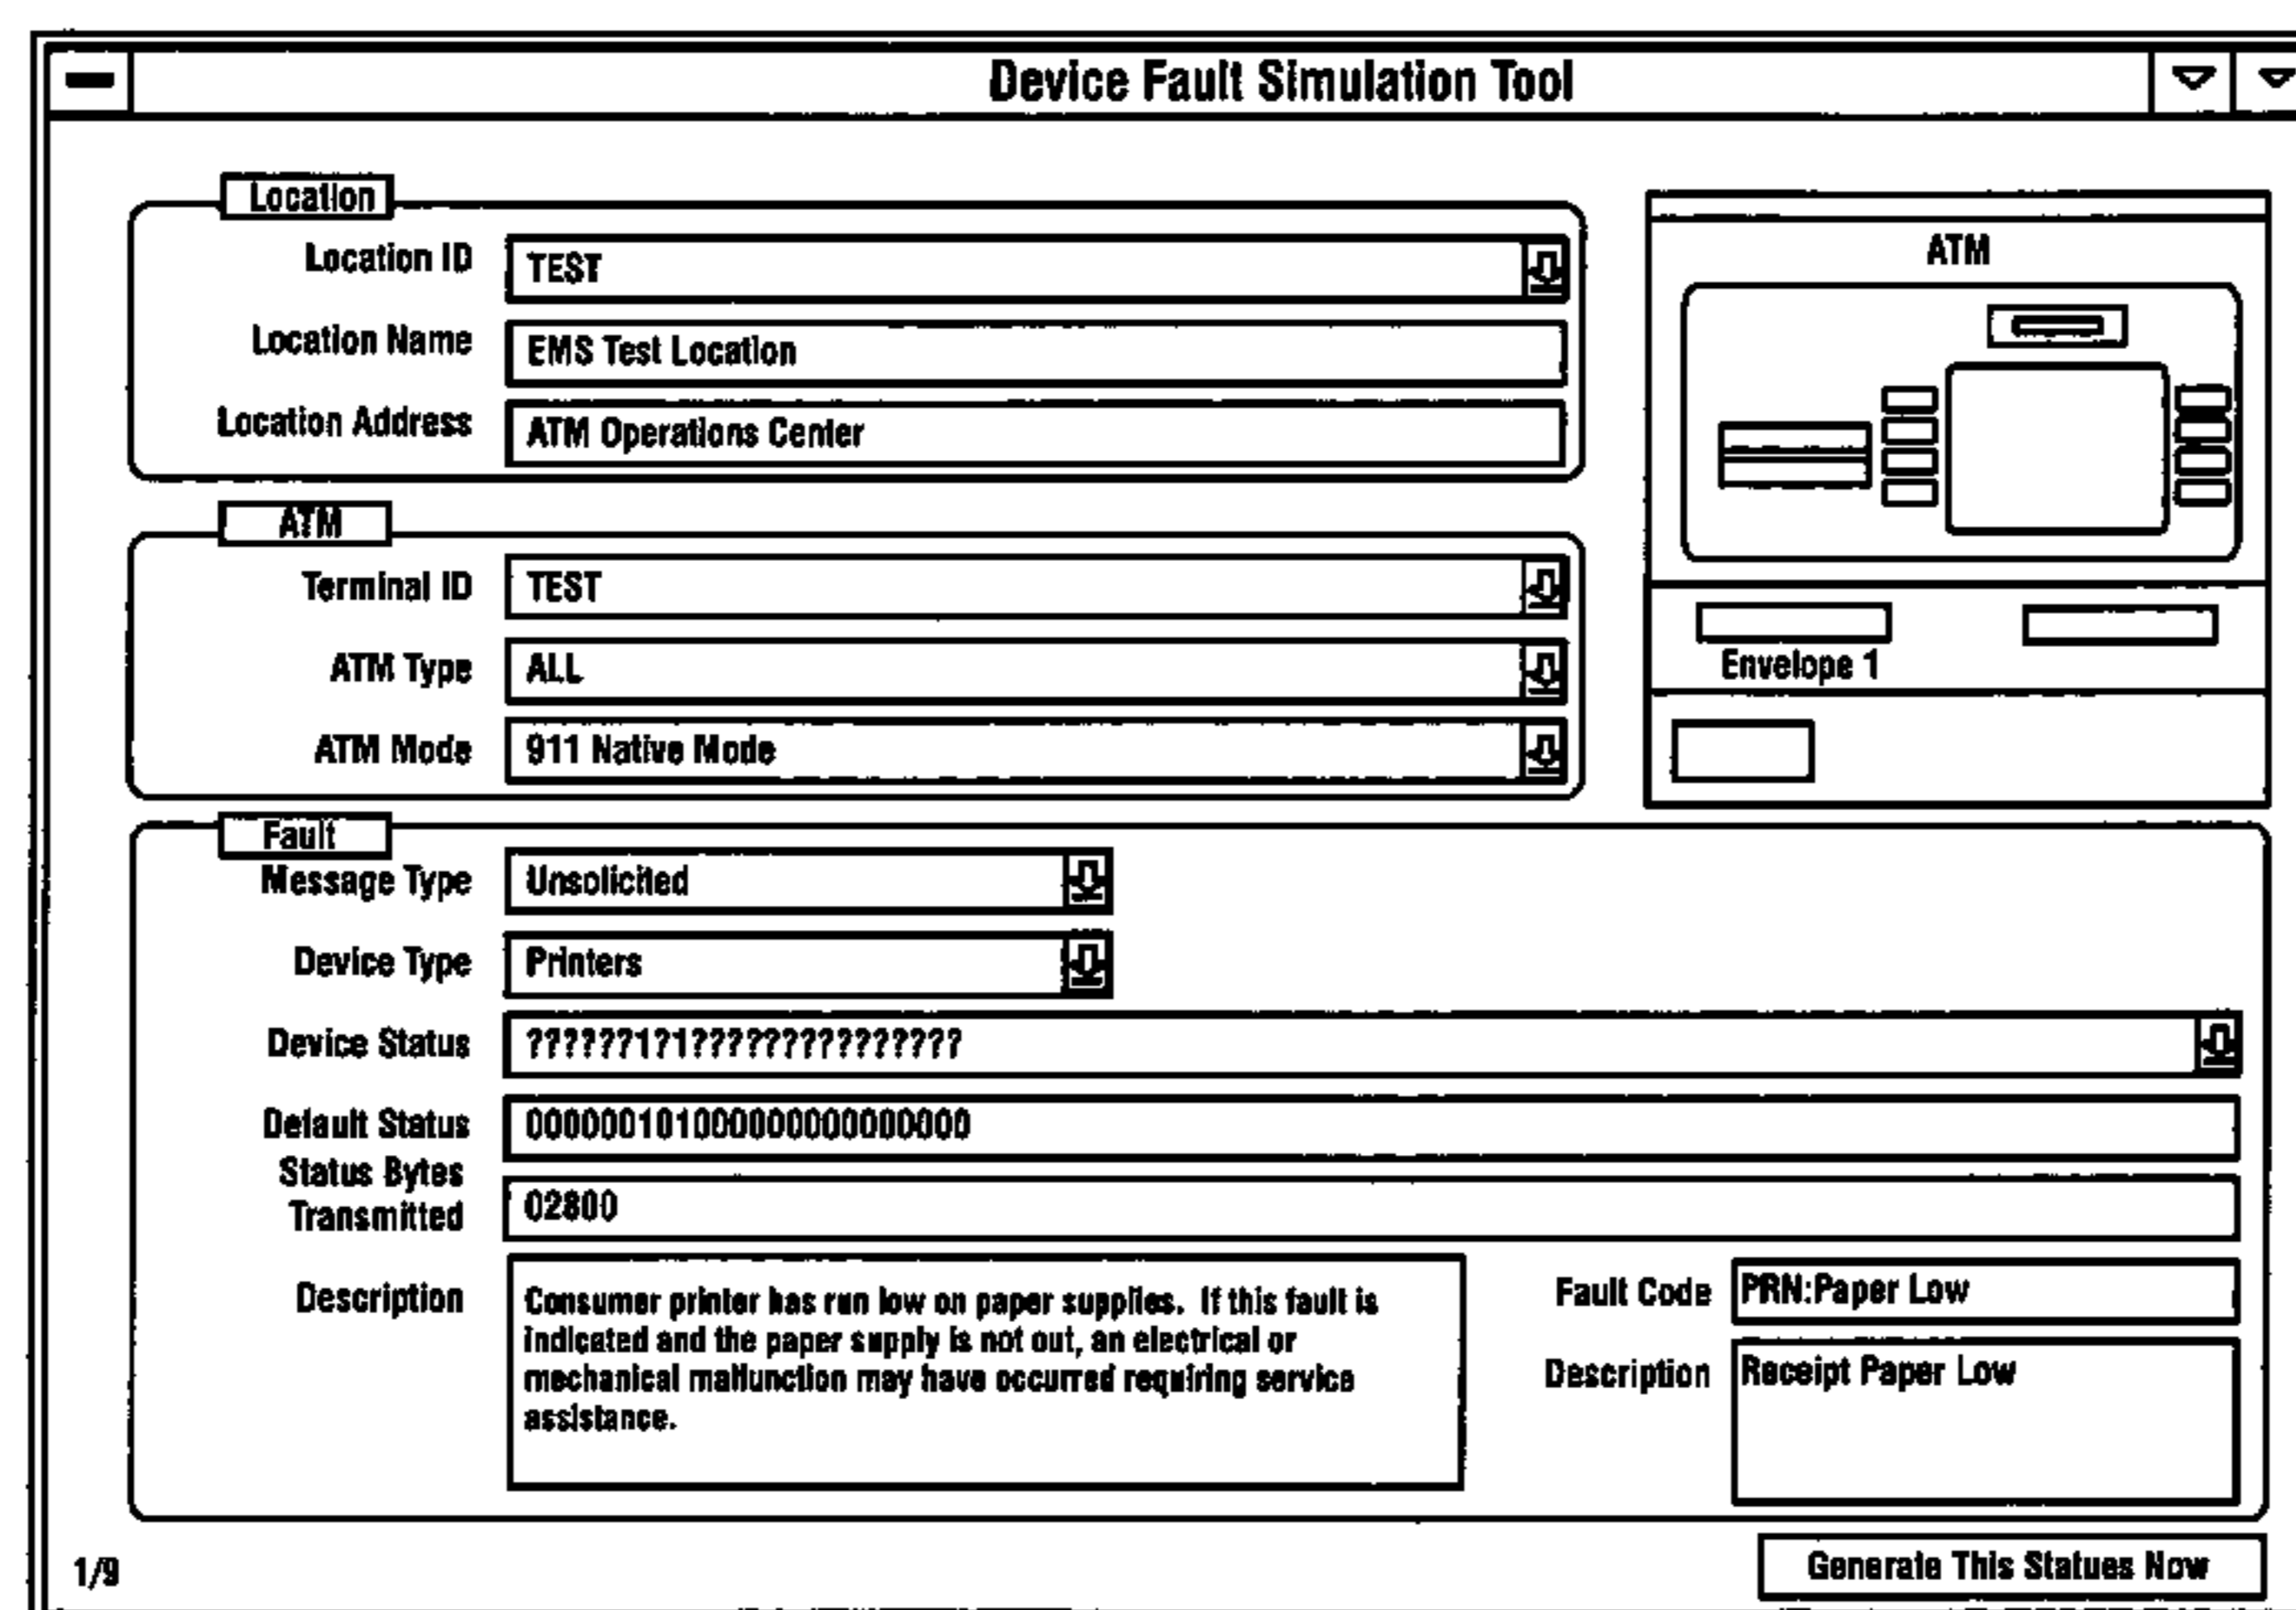 Device Fault Simulation Tool
Location
Location ID TEST
Location Name EMS Test Location
Location Address ATM Operations Center
ATM
Envelope 1
ATM
Terminal ID TEST
ATM Type ALL
ATM Mode 911 Native Mode
Fault
Message Type Unsolicited
Device Type Printers
Device Status ??????1?1???????????????
Default Status 000000101000000000000000
Status Bytes
Transmitted 02800
Description Consumer printer has run low on paper supplies. If this fault is
indicated and the paper supply is not out, an electrical or
mechanical malfunction may have occurred requiring service
assistance.
Fault Code PRN:Paper Low
Description Receipt Paper Low
1/9
Generate This Statues Now